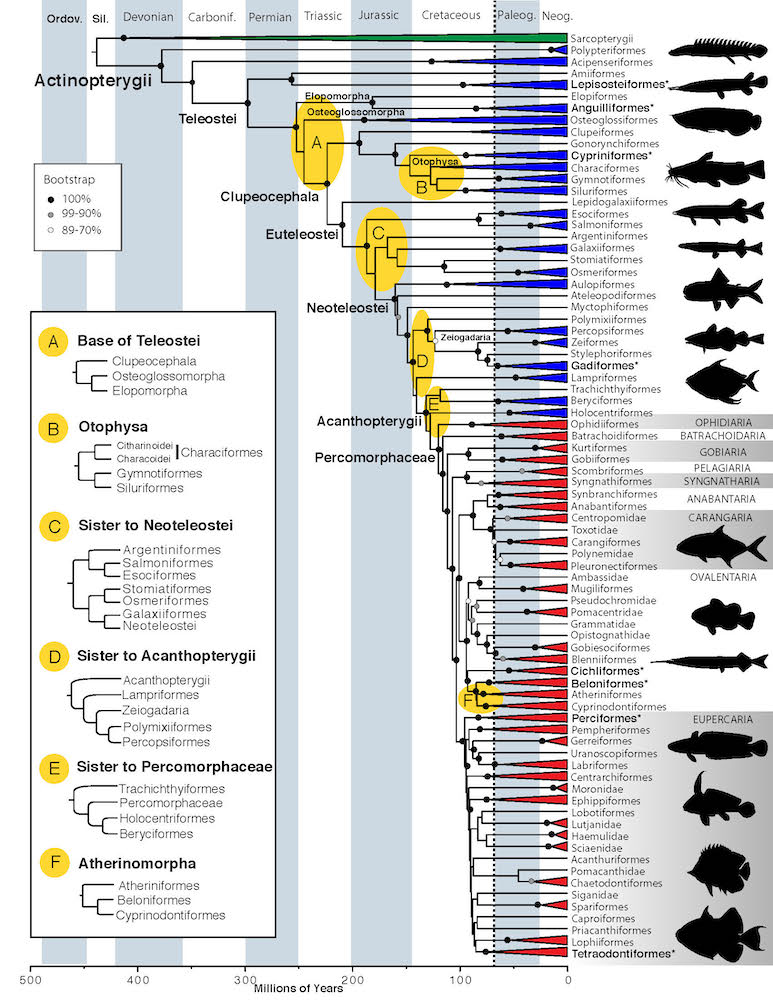 Ordov. Sil. Devonian Carbonif. Permian Triassic Jurassic Cretaceous Paleog. Neog.
Sarcopterygii
Polypteriformes
Acipenseriformes
Actinopterygii
Amiiformes
Lepisosteiformes*
Elopomorpha
Elopiformes
Anguilliformes*
Osteoglossomorpha
Teleostei
Osteoglossiformes
Clupeiformes
A
Gonorynchiformes
Cypriniformes*
Otophysa
Characiformes
Gymnotiformes
B
Siluriformes
Clupeocephala
Lepidogalaxiiformes
Esociformes
Salmoniformes
Euteleostei
C
Argentiniformes
Galaxiiformes
Stomiatiformes
Osmeriformes
Aulopiformes
Ateleopodiformes
Neoteleostei
Myctophiformes
Polymixiiformes
Percopsiformes
Zeiogadaria
Zeiformes
Stylephoriformes
D
Gadiformes*
Lampriformes
Trachichthyiformes
Beryciformes
E
Holocentriformes
Acanthopterygii
Ophidiiformes OPHIDIARIA
Batrachoidiformes BATRACHOIDARIA
Kurtiformes
GOBIARIA
Percomorphaceae
Gobiiformes
Scombriformes PELAGIARIA
Syngnathiformes SYNGNATHARIA
Synbranchiformes
ANABANTARIA
Anabantiformes
Centropomidae CARANGARIA
Toxotidae
Carangiformes
Polynemidae
Pleuronectiformes
Ambassidae OVALENTARIA
Mugiliformes
Pseudochromidae
Pomacentridae
Grammatidae
Opistognathidae
Gobiesociformes
Blenniiformes
Cichliformes*
Beloniformes*
F
Atheriniformes
Cyprinodontiformes
Perciformes* EUPERCARIA
Pempheriformes
Gerreiformes
Uranoscopiformes
Labriformes
Centrarchiformes
Moronidae
Ephippiformes
Lobotiformes
Lutjanidae
Haemulidae
Sciaenidae
Acanthuriformes
Pomacanthidae
Chaetodontiformes
Siganidae
Spariformes
Caproiformes
Priacanthiformes
Lophiiformes
Tetraodontiformes*
Bootstrap
100%
99-90%
89-70%
A Base of Teleostei
Clupeocephala
Osteoglossomorpha
Elopomorpha
B Otophysa
Citharinoidei
Characoidei
Characiformes
Gymnotiformes
Siluriformes
C Sister to Neoteleostei
Argentiniformes
Salmoniformes
Esociformes
Stomiatiformes
Osmeriformes
Galaxiiformes
Neoteleostei
D Sister to Acanthopterygii
Acanthopterygii
Lampriformes
Zeiogadaria
Polymixiiformes
Percopsiformes
E Sister to Percomorphaceae
Trachichthyiformes
Percomorphaceae
Holocentriformes
Beryciformes
F Atherinomorpha
Atheriniformes
Beloniformes
Cyprinodontiformes
500 400 300 200 100 0
Millions of Years